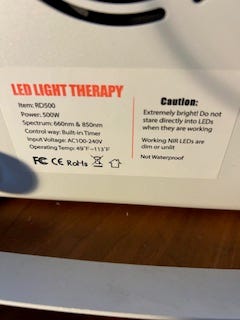 LED LIGHT THERAPY
Item: RD500
Power: 500W
Spectrum: 660nm & 850nm
Control way: Built-in Timer
Input Voltage: AC100-240V
Operating Temp: 49°F~113°F
FC CE RoHS
Caution:
Extremely bright! Do not
stare directly into LEDs
when they are working
Working NIR LEDs are
dim or unlit
Not Waterproof